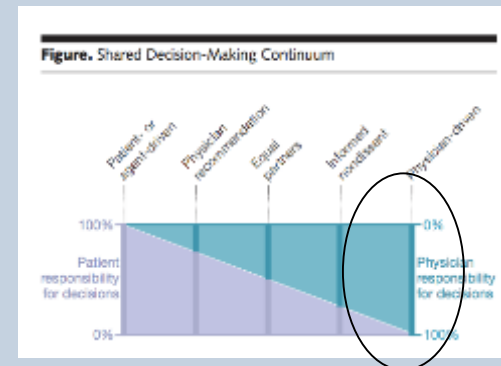 Figure. Shared Decision-Making Continuum
Patient- or
agent-driven
Physician
recommendation
Equal
partners
Informed
nondissent
Physician-driven
100%
0%
Patient
responsibility
for decisions
Physician
responsibility
for decisions
0%
100%